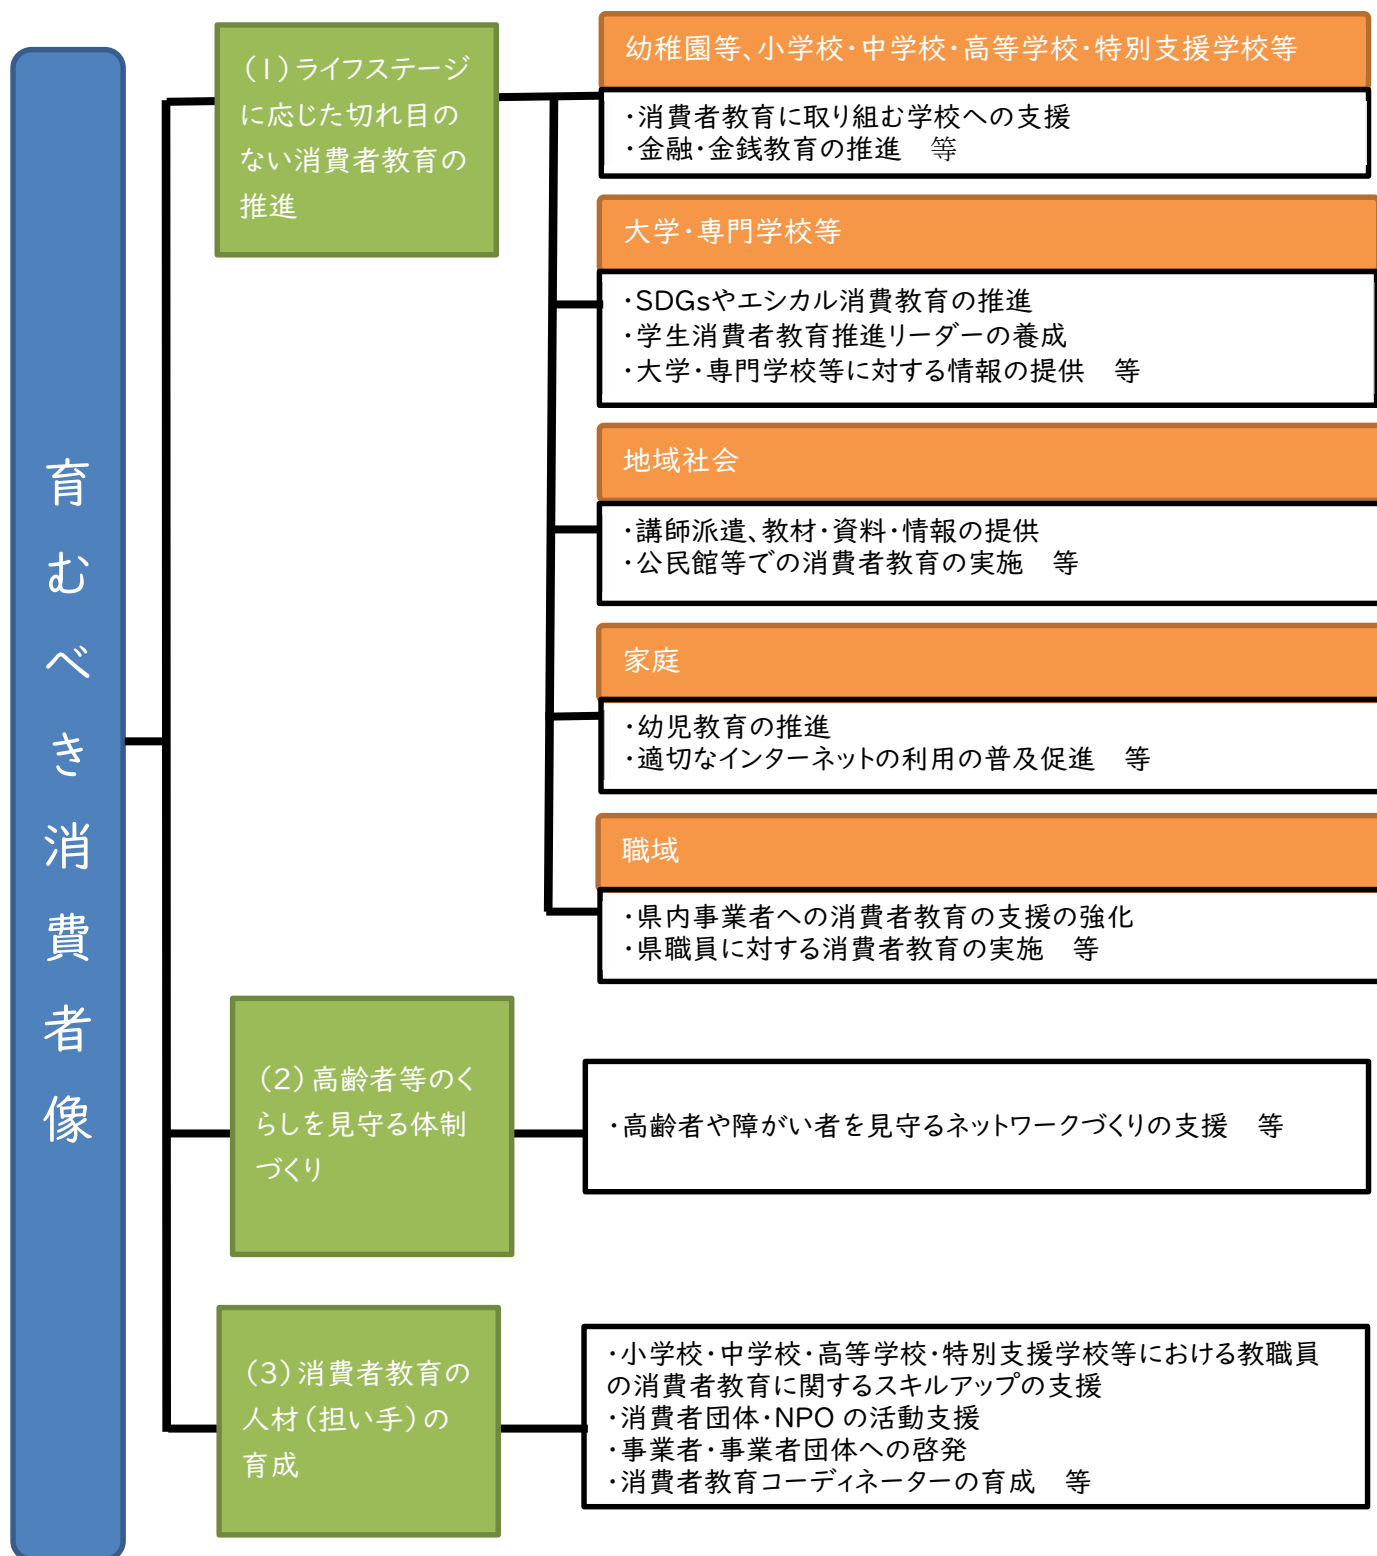 育むべき消費者像
(1)ライフステージ
に応じた切れ目の
ない消費者教育の
推進
幼稚園等、小学校・中学校・高等学校・特別支援学校等
・消費者教育に取り組む学校への支援
・金融・金銭教育の推進　等
大学・専門学校等
・SDGsやエシカル消費教育の推進
・学生消費者教育推進リーダーの養成
・大学・専門学校等に対する情報の提供　等
地域社会
・講師派遣、教材・資料・情報の提供
・公民館等での消費者教育の実施　等
家庭
・幼児教育の推進
・適切なインターネットの利用の普及促進　等
職域
・県内事業者への消費者教育の支援の強化
・県職員に対する消費者教育の実施　等
(2)高齢者等のく
らしを見守る体制
づくり
・高齢者や障がい者を見守るネットワークづくりの支援　等
(3)消費者教育の
人材(担い手)の
育成
・小学校・中学校・高等学校・特別支援学校等における教職員
の消費者教育に関するスキルアップの支援
・消費者団体・NPO の活動支援
・事業者・事業者団体への啓発
・消費者教育コーディネーターの育成　等